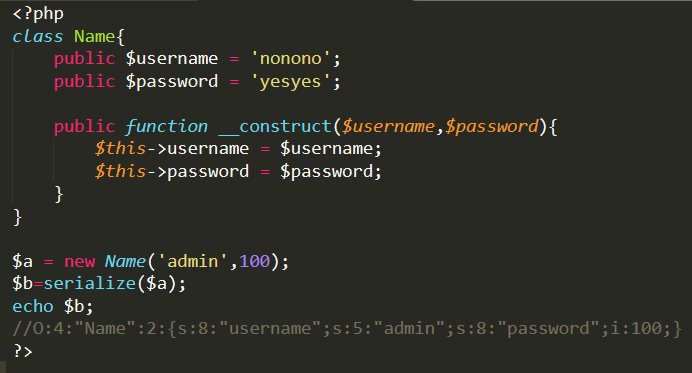 <?php
class Name{
    public $username = 'nonono';
    public $password = 'yesyes';

    public function __construct($username,$password){
        $this->username = $username;
        $this->password = $password;
    }
}

$a = new Name('admin',100);
$b=serialize($a);
echo $b;
//O:4:"Name":2:{s:8:"username";s:5:"admin";s:8:"password";i:100;}
?>